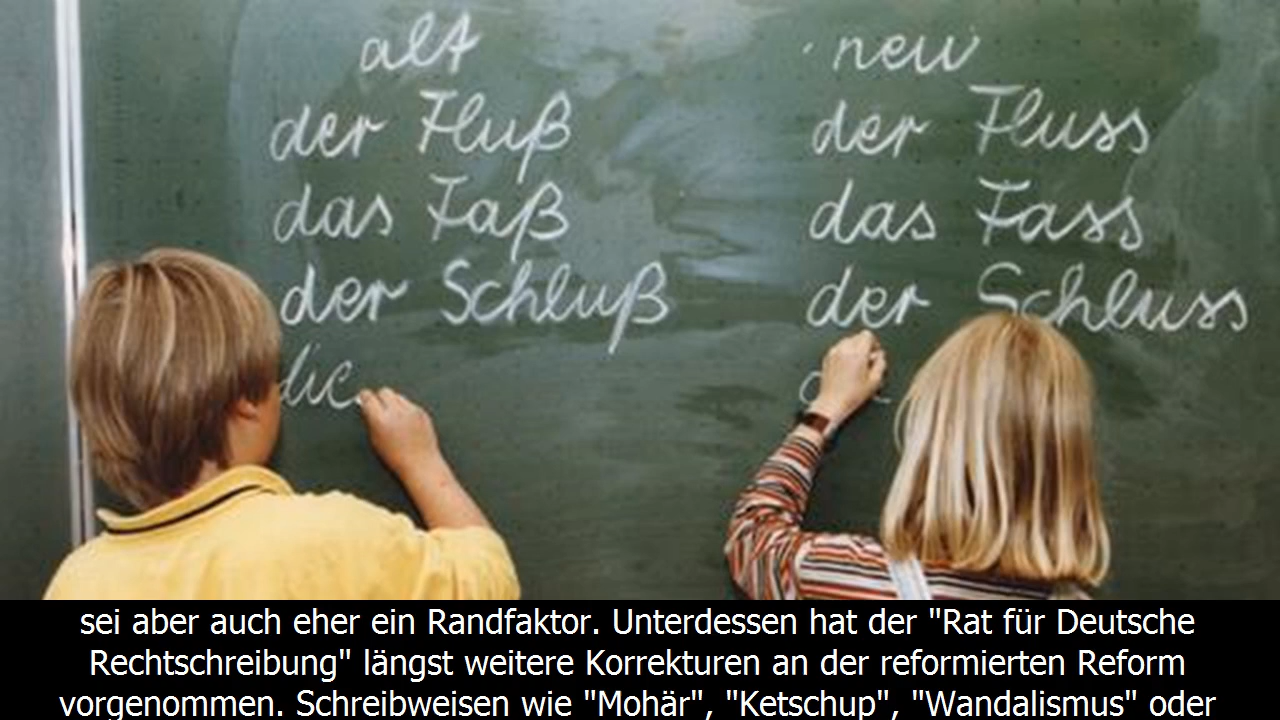 alt
neu
der Fluß
der Fluss
das Faß
das Fass
der Schluß
der Schluss
die
sei aber auch eher ein Randfaktor. Unterdessen hat der "Rat für Deutsche
Rechtschreibung" längst weitere Korrekturen an der reformierten Reform
vorgenommen. Schreibweisen wie "Mohär", "Ketschup", "Wandalismus" oder